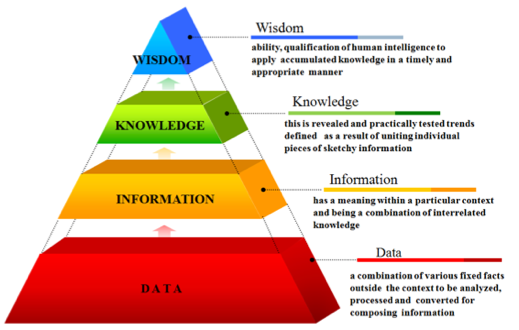 Wisdom
ability, qualification of human intelligence to
apply accumulated knowledge in a timely and
appropriate manner
WISDOM
Knowledge
this is revealed and practically tested trends
defined as a result of uniting individual
pieces of sketchy information
KNOWLEDGE
Information
has a meaning within a particular context
and being a combination of interrelated
knowledge
INFORMATION
Data
a combination of various fixed facts
outside the context to be analyzed,
processed and converted for
composing information
DATA